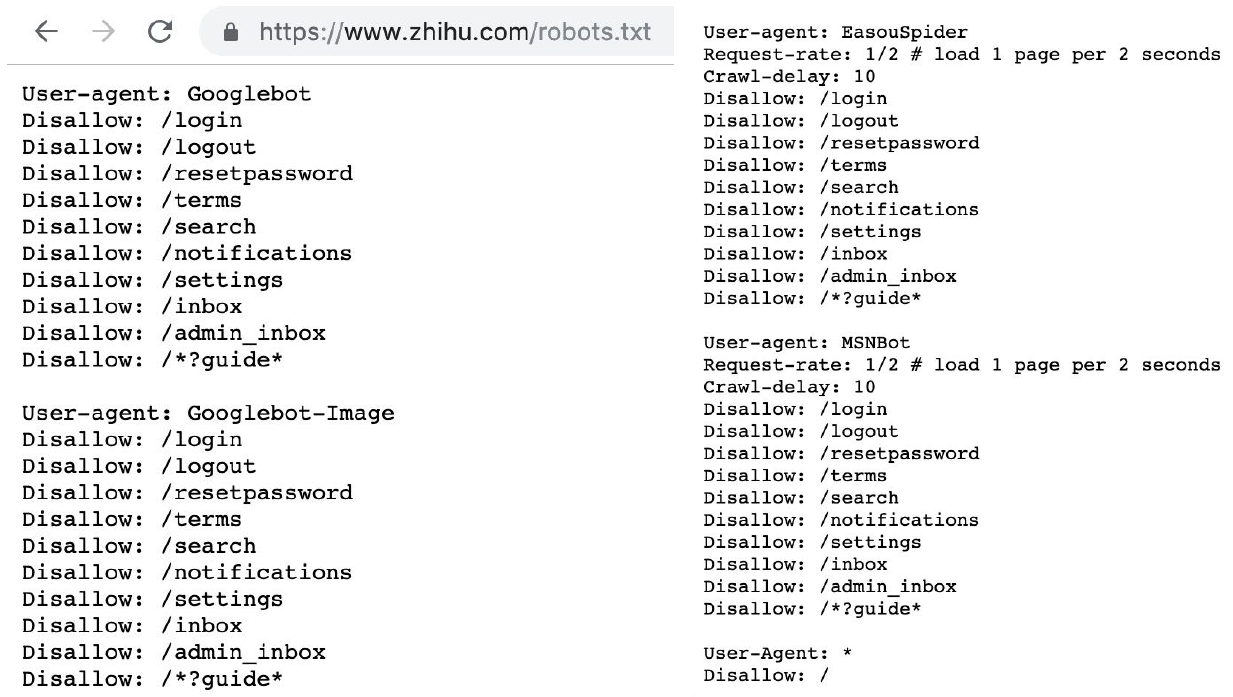 https://www.zhihu.com/robots.txt
User-agent: Googlebot
Disallow: /login
Disallow: /logout
Disallow: /resetpassword
Disallow: /terms
Disallow: /search
Disallow: /notifications
Disallow: /settings
Disallow: /inbox
Disallow: /admin_inbox
Disallow: /*?guide*
User-agent: Googlebot-Image
Disallow: /login
Disallow: /logout
Disallow: /resetpassword
Disallow: /terms
Disallow: /search
Disallow: /notifications
Disallow: /settings
Disallow: /inbox
Disallow: /admin_inbox
Disallow: /*?guide*
User-agent: EasouSpider
Request-rate: 1/2 # load 1 page per 2 seconds
Crawl-delay: 10
Disallow: /login
Disallow: /logout
Disallow: /resetpassword
Disallow: /terms
Disallow: /search
Disallow: /notifications
Disallow: /settings
Disallow: /inbox
Disallow: /admin_inbox
Disallow: /*?guide*
User-agent: MSNBot
Request-rate: 1/2 # load 1 page per 2 seconds
Crawl-delay: 10
Disallow: /login
Disallow: /logout
Disallow: /resetpassword
Disallow: /terms
Disallow: /search
Disallow: /notifications
Disallow: /settings
Disallow: /inbox
Disallow: /admin_inbox
Disallow: /*?guide*
User-Agent: *
Disallow: /